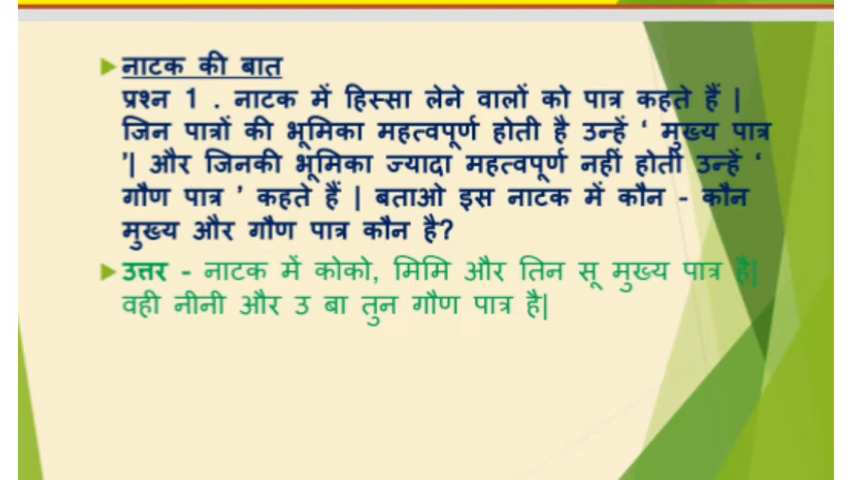 नाटक की बात
प्रश्न 1 . नाटक में हिस्सा लेने वालों को पात्र कहते हैं |
जिन पात्रों की भूमिका महत्वपूर्ण होती है उन्हें ‘ मुख्य पात्र
’| और जिनकी भूमिका ज्यादा महत्वपूर्ण नहीं होती उन्हें ‘
गौण पात्र ’ कहते हैं | बताओ इस नाटक में कौन - कौन
मुख्य और गौण पात्र कौन है?
उत्तर - नाटक में कोको, मिमि और तिन सू मुख्य पात्र है|
वही नीनी और उ बा तुन गौण पात्र है|